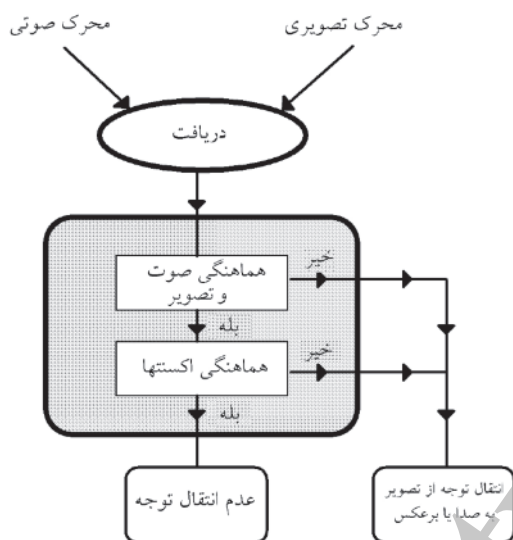 محرک صوتی
محرک تصویری
دریافت
هماهنگی صوت
و تصویر
خیر
بله
هماهنگی اکسنتها
خیر
بله
عدم انتقال توجه
انتقال توجه از تصویر
به صدا یا برعکس